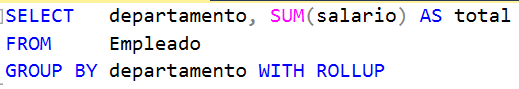 SELECT   departamento, SUM(salario) AS total
FROM     Empleado
GROUP BY departamento WITH ROLLUP